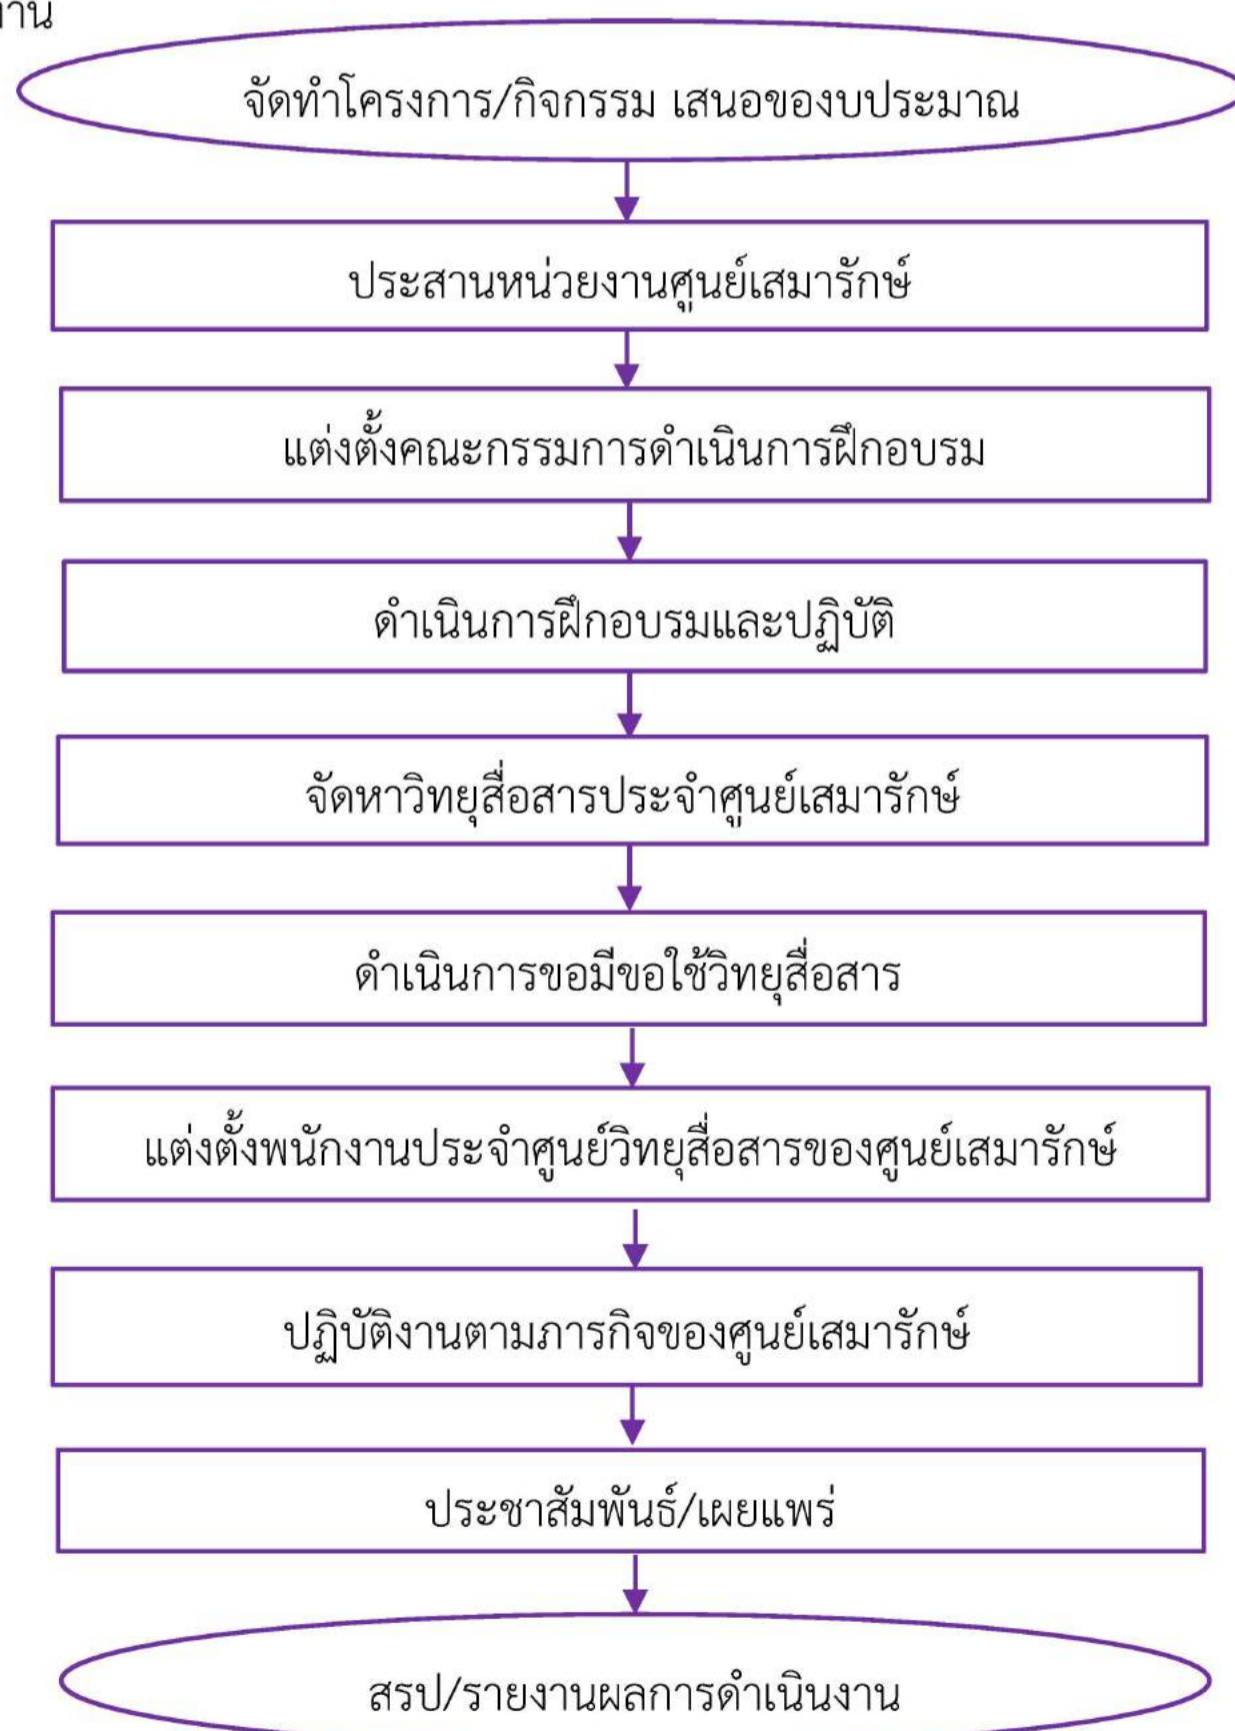 จัดทำโครงการ/กิจกรรม เสนอของบประมาณ
ประสานหน่วยงานศูนย์เสมารักษ์
แต่งตั้งคณะกรรมการดำเนินการฝึกอบรม
ดำเนินการฝึกอบรมและปฏิบัติ
จัดหาวิทยุสื่อสารประจำศูนย์เสมารักษ์
ดำเนินการขอมีขอใช้วิทยุสื่อสาร
แต่งตั้งพนักงานประจำศูนย์วิทยุสื่อสารของศูนย์เสมารักษ์
ปฏิบัติงานตามภารกิจของศูนย์เสมารักษ์
ประชาสัมพันธ์/เผยแพร่
สรป/รายงานผลการดำเนินงาน